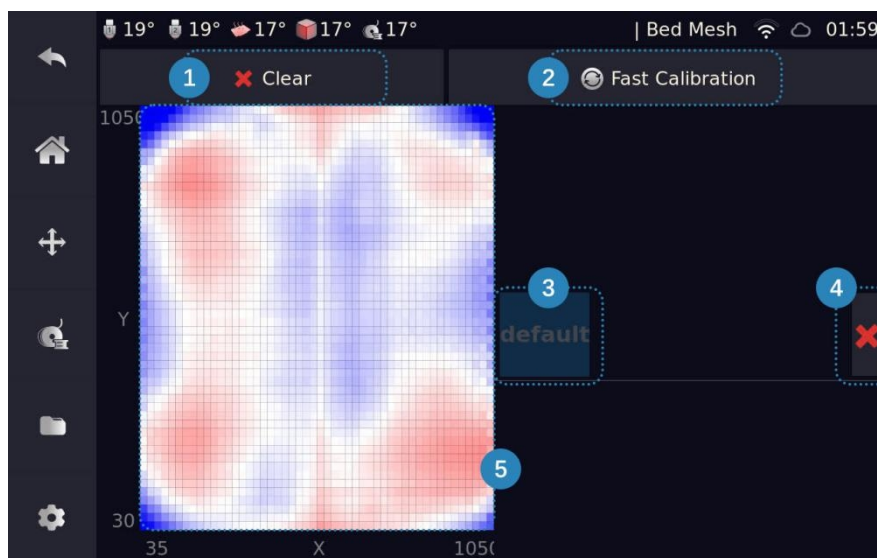 19° 19° 17° 17° 17° | Bed Mesh 01:59
1 Clear 2 Fast Calibration
1050
3 4
Y
default
5
30
35 X 1050